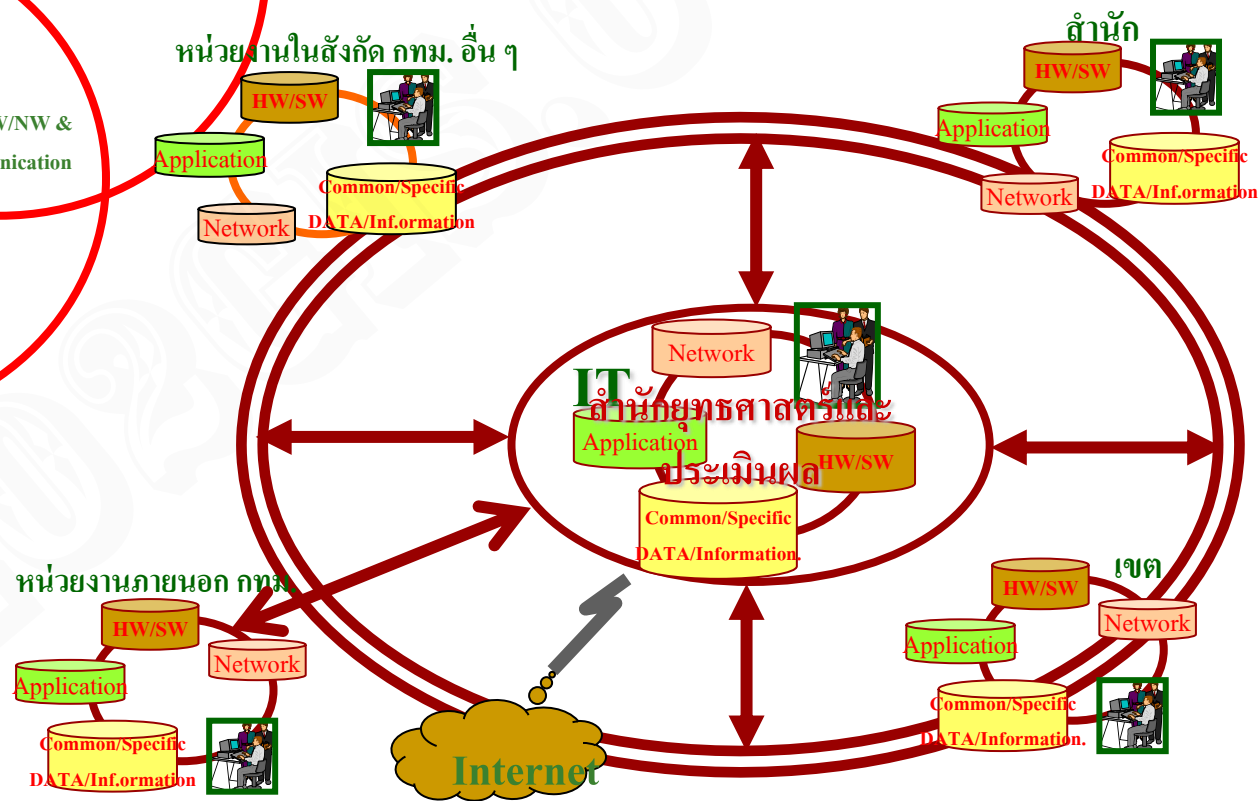 หน่วยงานในสังกัด กทม. อื่น ๆ
HW/SW
Application
Common/Specific
DATA/Inf.ormation
Network
W/NW &
nication
สำนัก
HW/SW
Application
Common/Specific
DATA/Inf.ormation
Network
Network
IT
สำนักยุทธศาสตร์และ
ประเมินผล
Application
HW/SW
Common/Specific
DATA/Information.
หน่วยงานภายนอก กทม.
HW/SW
Network
Application
Common/Specific
DATA/Inf.ormation
Internet
เขต
HW/SW
Network
Application
Common/Specific
DATA/Information.